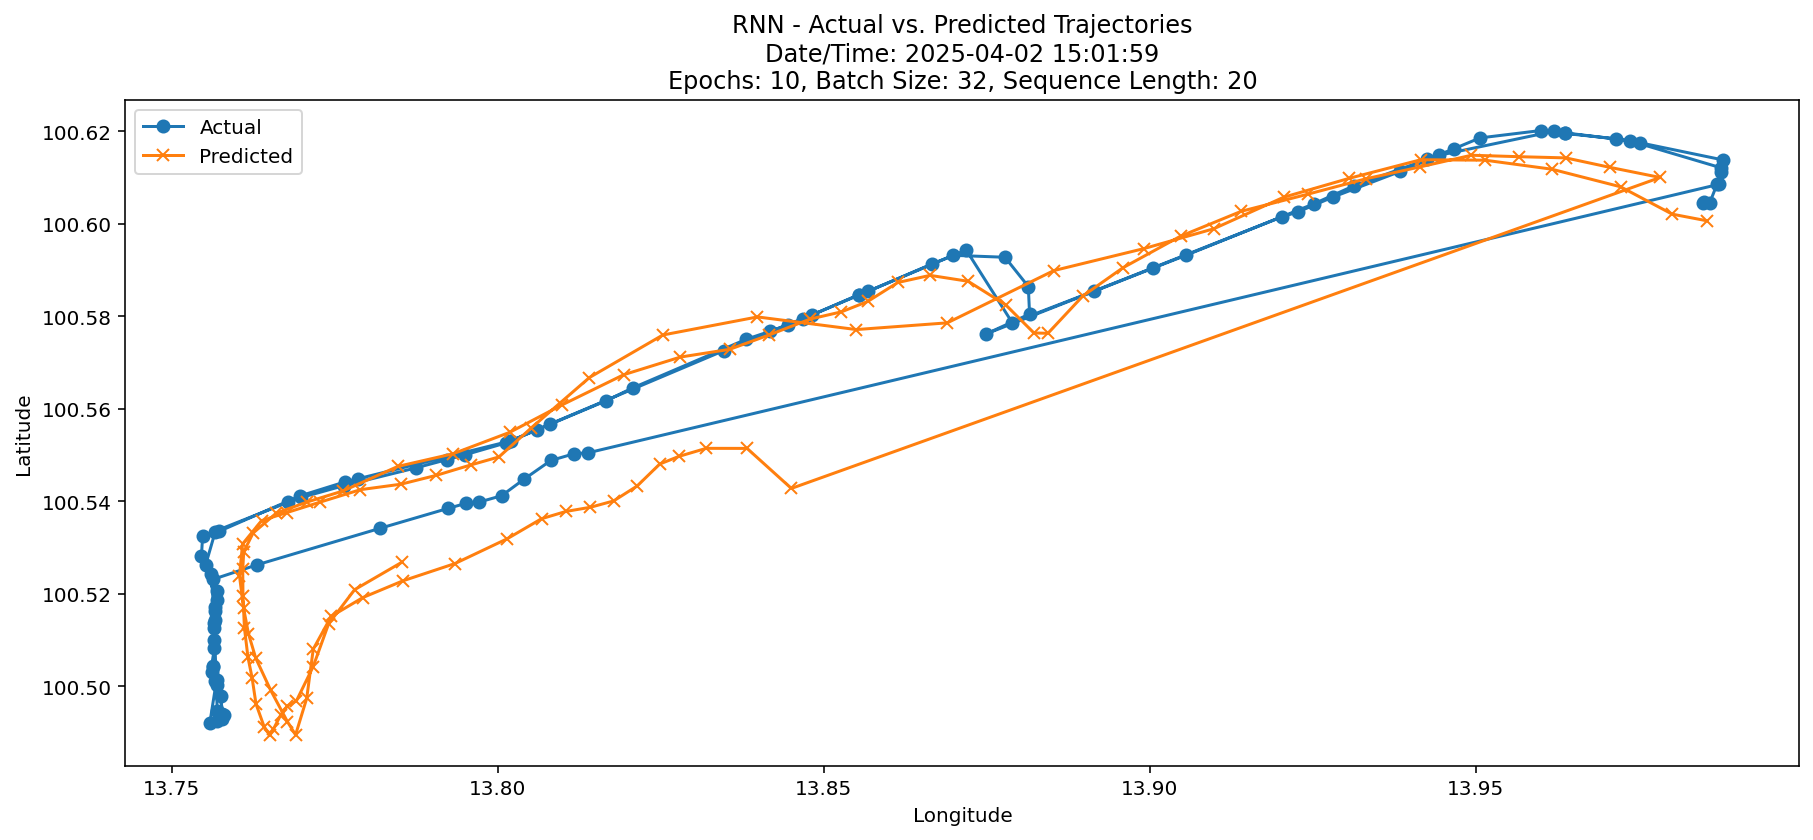 RNN - Actual vs. Predicted Trajectories
Date/Time: 2025-04-02 15:01:59
Epochs: 10, Batch Size: 32, Sequence Length: 20
Actual
Predicted
100.62
100.60
100.58
100.56
100.54
100.52
100.50
Latitude
13.75 13.80 13.85 13.90 13.95
Longitude